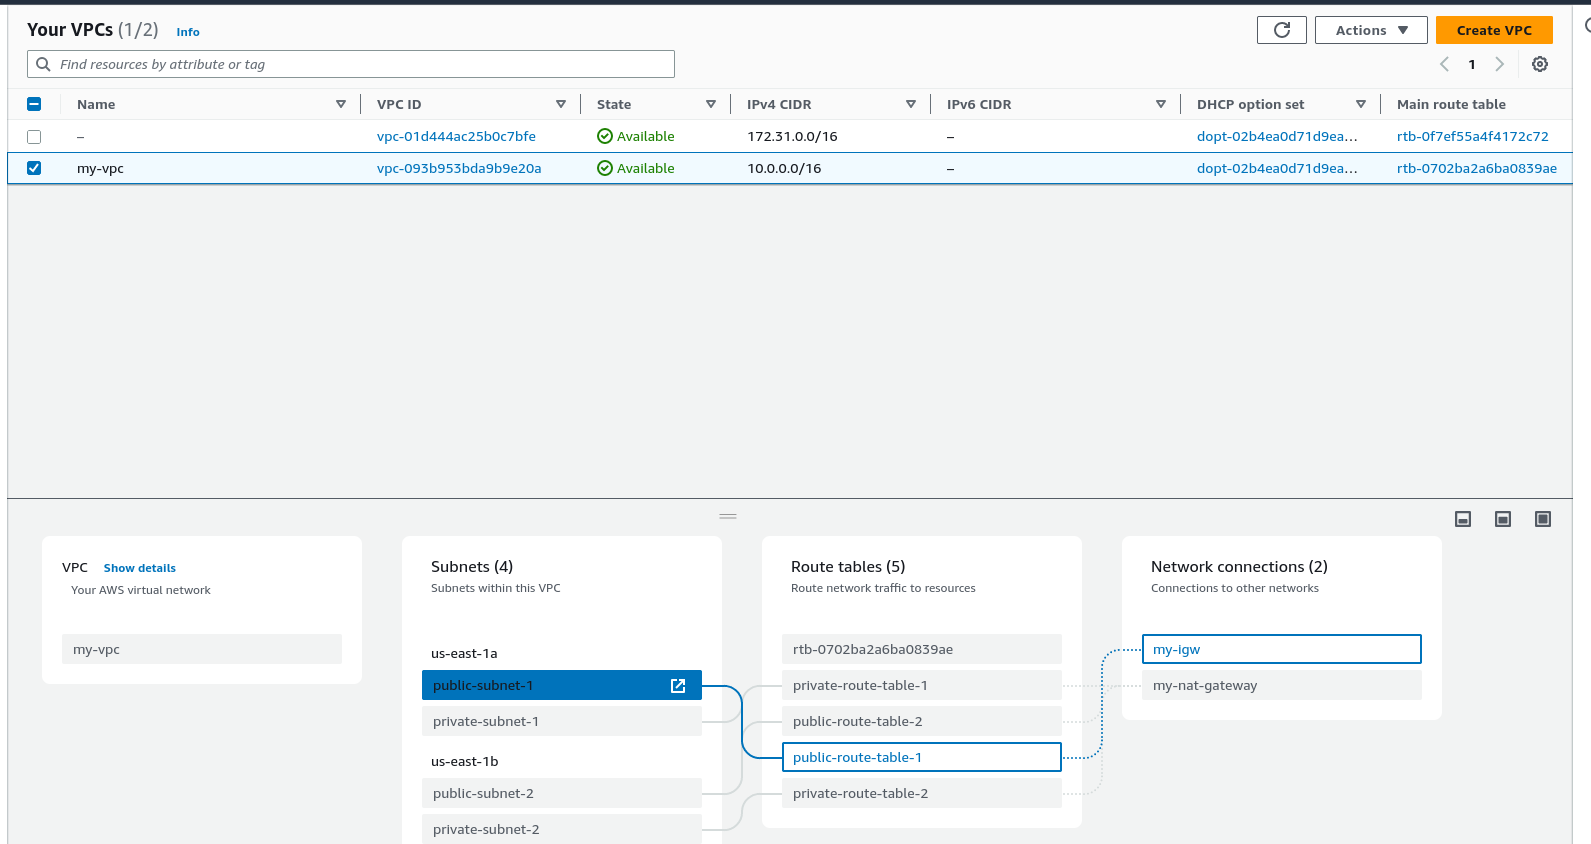 Your VPCs (1/2) Info
Actions
Create VPC
Find resources by attribute or tag
1
Name VPC ID State IPv4 CIDR IPv6 CIDR DHCP option set Main route table
– vpc-01d444ac25b0c7bfe Available 172.31.0.0/16 – dopt-02b4ea0d71d9ea... rtb-0f7ef55a4f4172c72
my-vpc vpc-093b953bda9b9e20a Available 10.0.0.0/16 – dopt-02b4ea0d71d9ea... rtb-0702ba2a6ba0839ae
VPC Show details
Your AWS virtual network
my-vpc
Subnets (4)
Subnets within this VPC
us-east-1a
public-subnet-1
private-subnet-1
us-east-1b
public-subnet-2
private-subnet-2
Route tables (5)
Route network traffic to resources
rtb-0702ba2a6ba0839ae
private-route-table-1
public-route-table-2
public-route-table-1
private-route-table-2
Network connections (2)
Connections to other networks
my-igw
my-nat-gateway